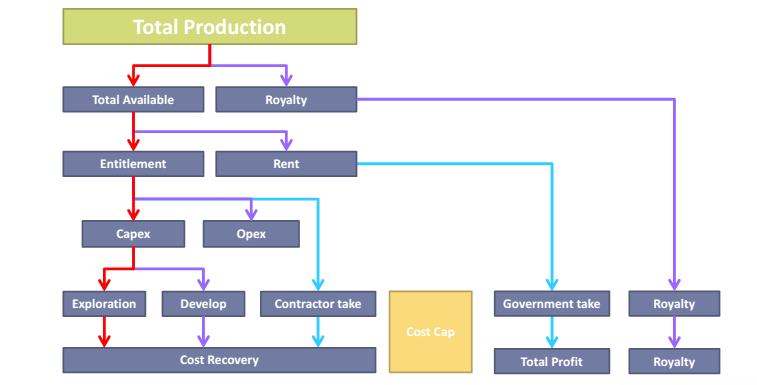 Total Production
Total Available
Royalty
Entitlement
Rent
Capex
Opex
Exploration
Develop
Contractor take
Government take
Royalty
Cost Cap
Cost Recovery
Total Profit
Royalty